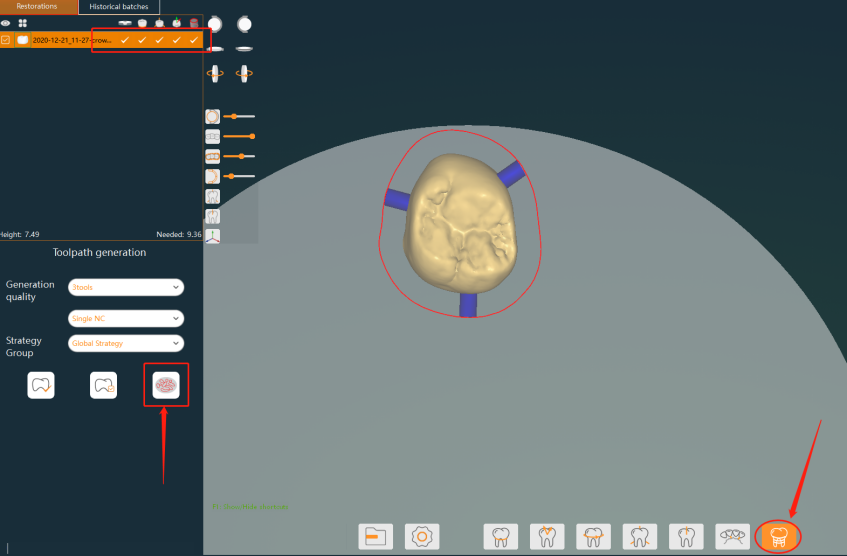 Restorations
Historical batches
2020-12-21_11-27-crow...
Height: 7.49
Needed: 9.36
Toolpath generation
Generation quality
3tools
Single NC
Strategy Group
Global Strategy